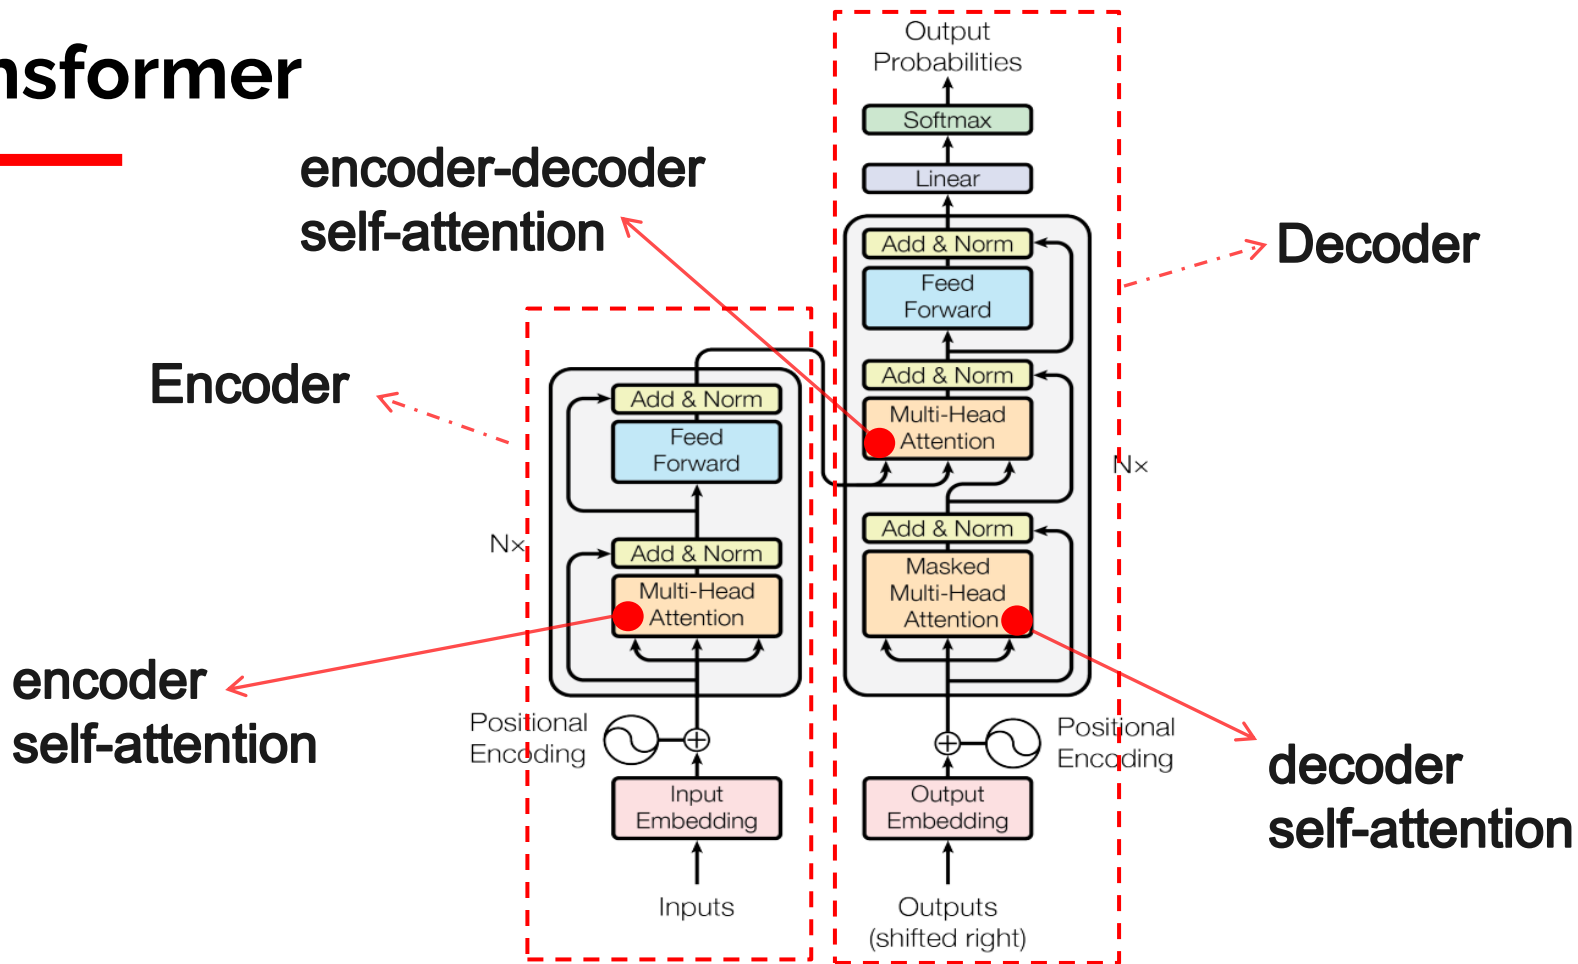 nsformer
encoder-decoder
self-attention
Encoder
encoder
self-attention
Decoder
decoder
self-attention
Output
Probabilities
Softmax
Linear
Add & Norm
Feed
Forward
Add & Norm
Multi-Head
Attention
Nx
Add & Norm
Masked
Multi-Head
Attention
Positional
Encoding
Output
Embedding
Outputs
(shifted right)
Add & Norm
Feed
Forward
Nx
Add & Norm
Multi-Head
Attention
Positional
Encoding
Input
Embedding
Inputs